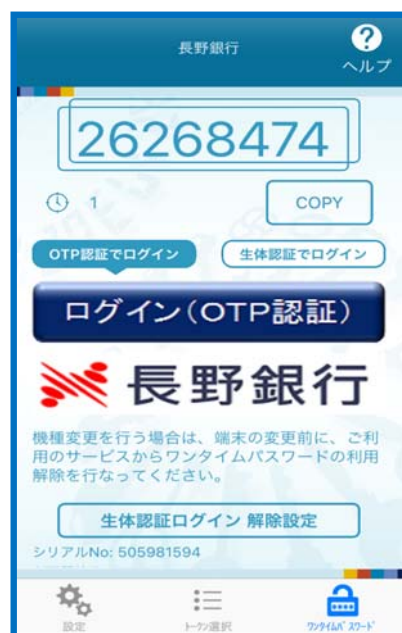 長野銀行
?
ヘルプ
26268474
1
COPY
OTP認証でログイン
生体認証でログイン
ログイン(OTP認証)
長野銀行
機種変更を行う場合は、端末の変更前に、ご利
用のサービスからワンタイムパスワードの利用
解除を行なってください。
生体認証ログイン 解除設定
シリアルNo: 505981594
設定
トークン選択
ワンタイムパスワード